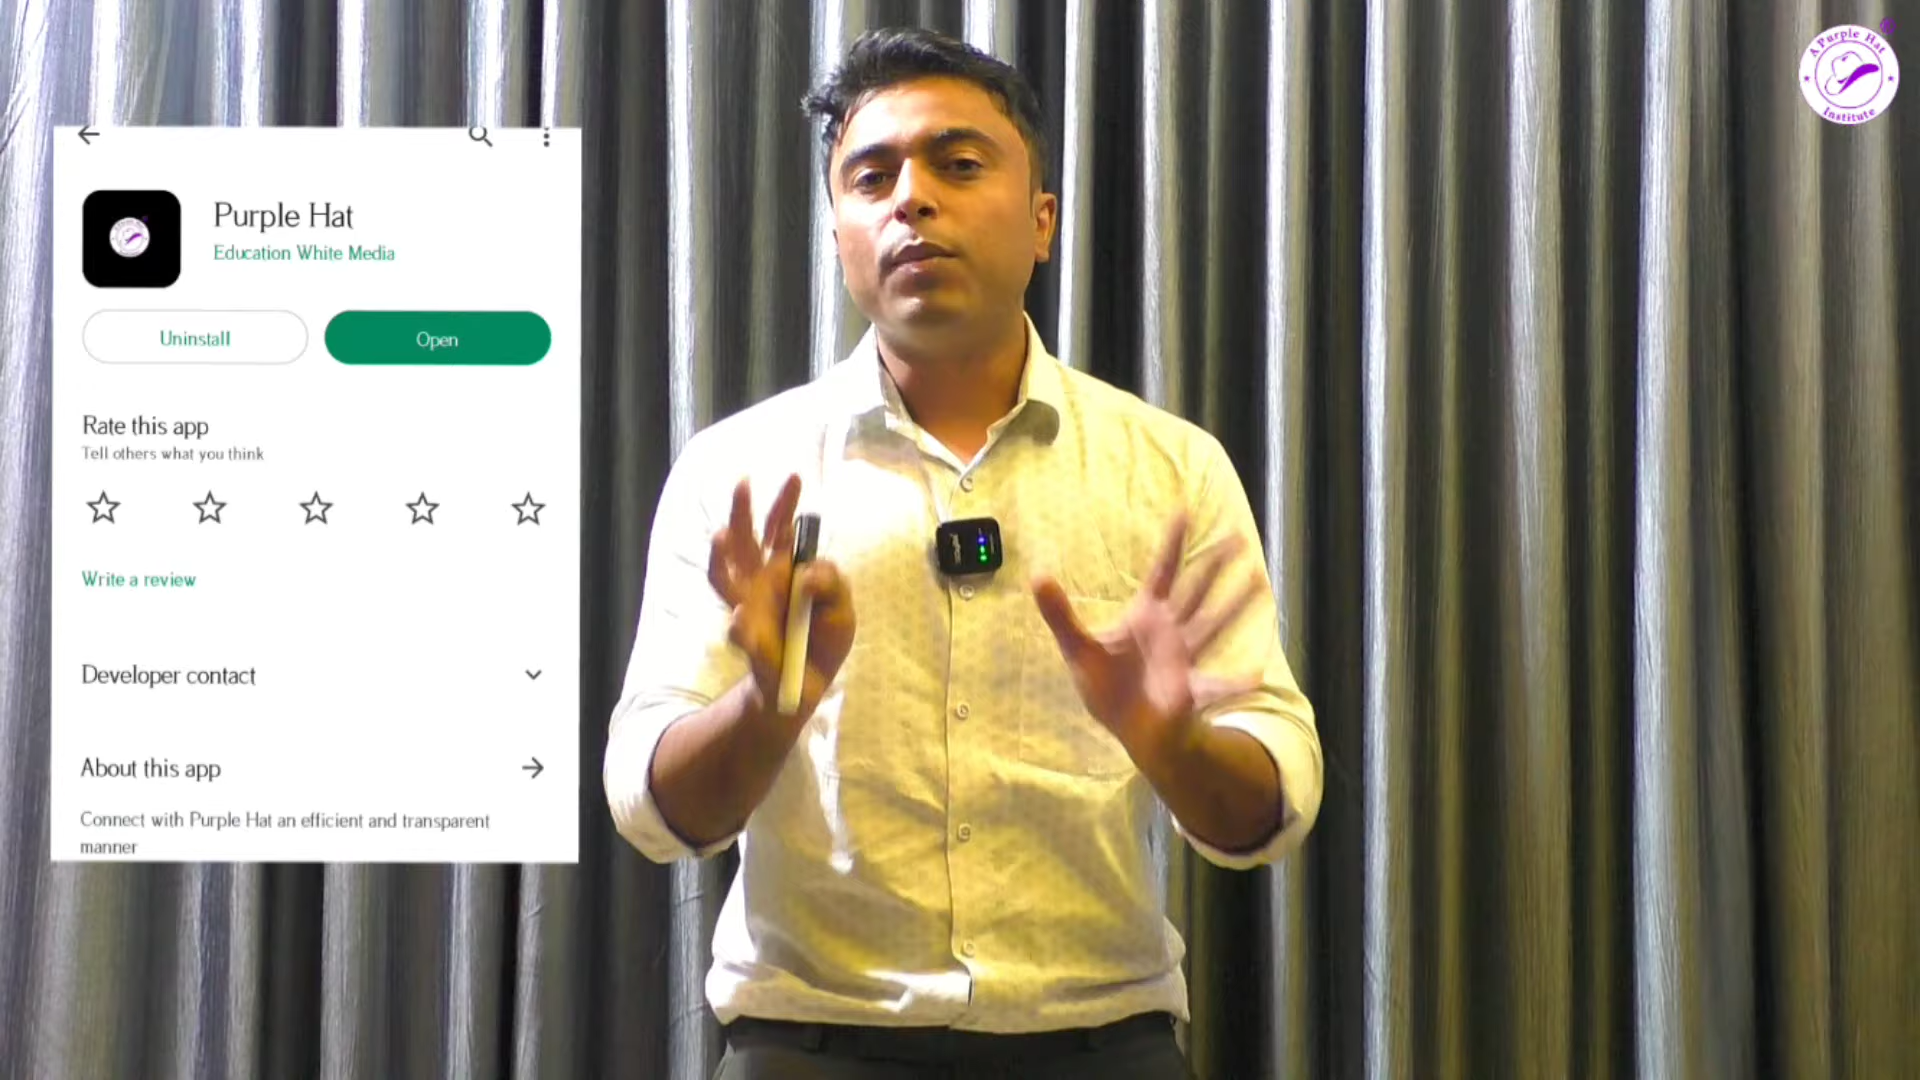 Purple Hat
Education White Media
Uninstall
Open
Rate this app
Tell others what you think
Write a review
Developer contact
About this app
Connect with Purple Hat an efficient and transparent
manner
A Purple Hat
Institute